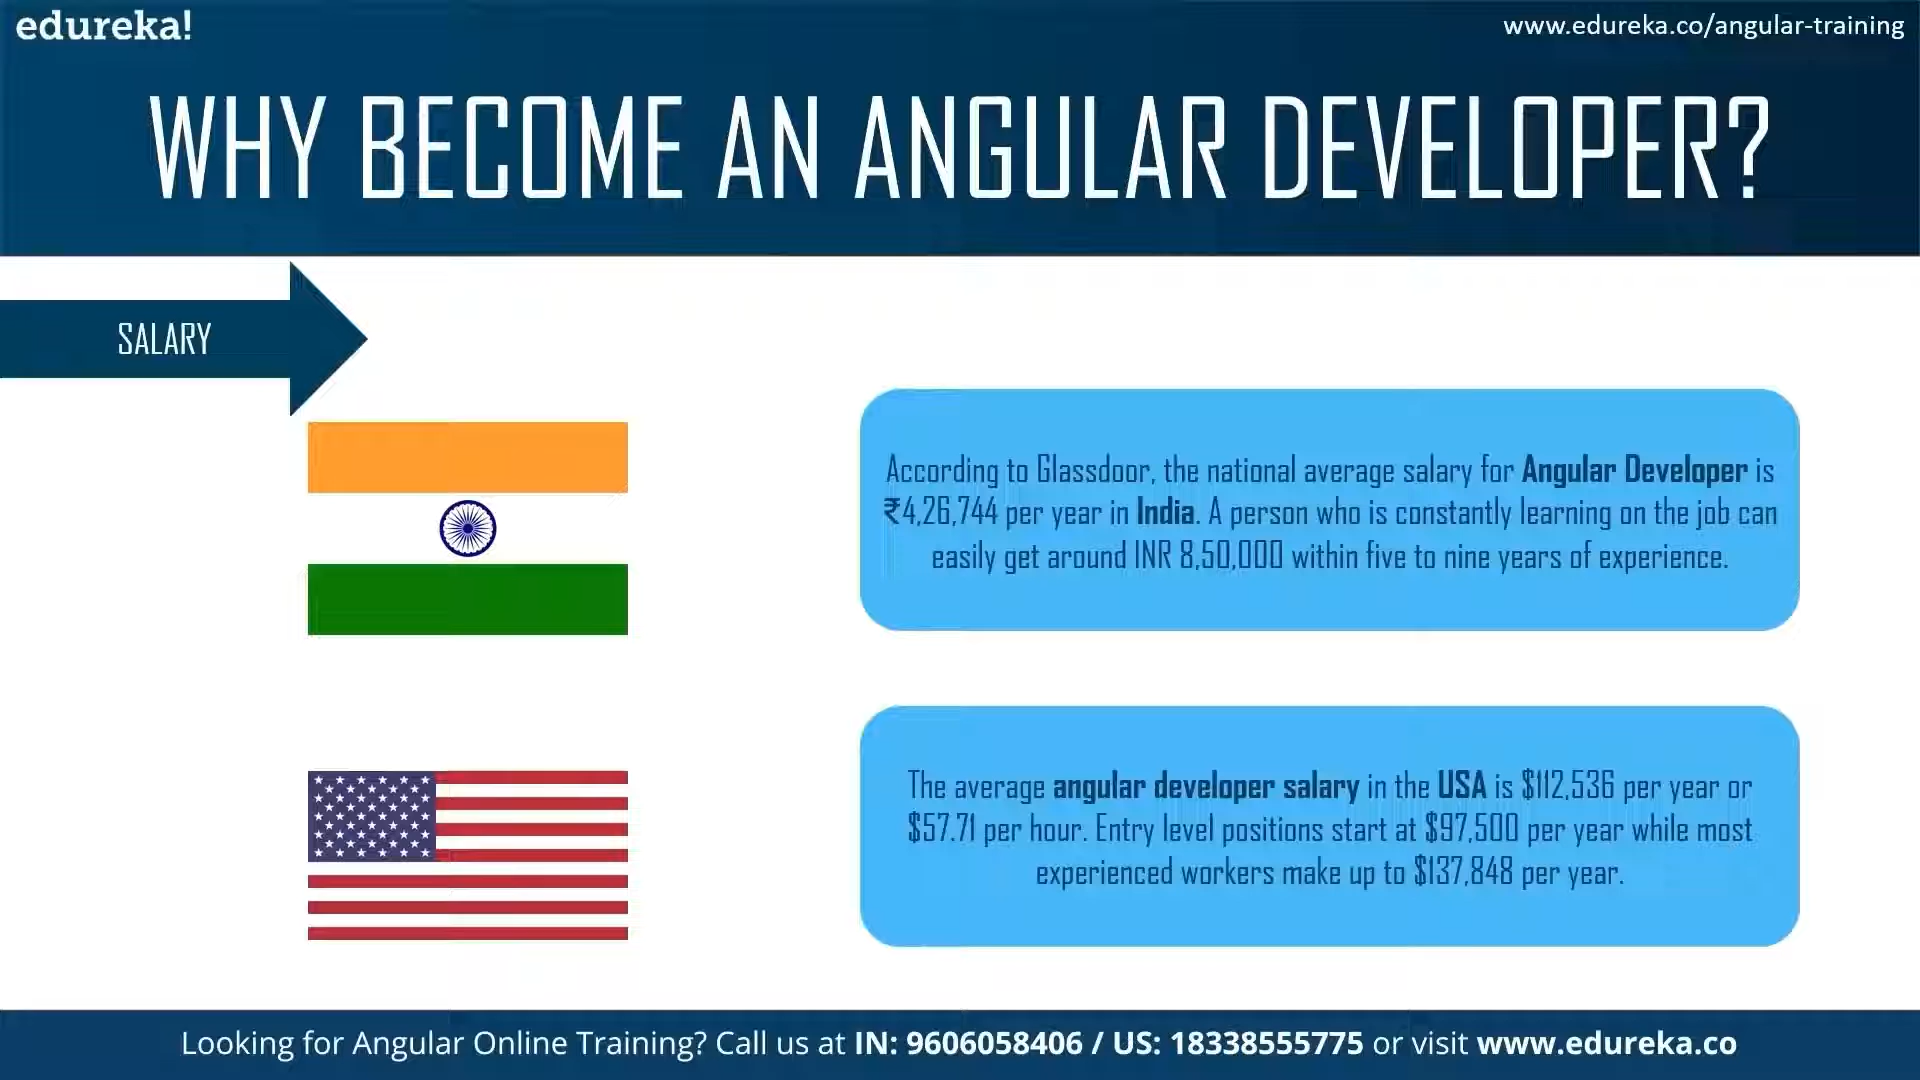 edureka!
www.edureka.co/angular-training
WHY BECOME AN ANGULAR DEVELOPER?
SALARY
According to Glassdoor, the national average salary for Angular Developer is
₹4,26,744 per year in India. A person who is constantly learning on the job can
easily get around INR 8,50,000 within five to nine years of experience.
The average angular developer salary in the USA is $112,536 per year or
$57.71 per hour. Entry level positions start at $97,500 per year while most
experienced workers make up to $137,848 per year.
Looking for Angular Online Training? Call us at IN: 9606058406 / US: 18338555775 or visit www.edureka.co